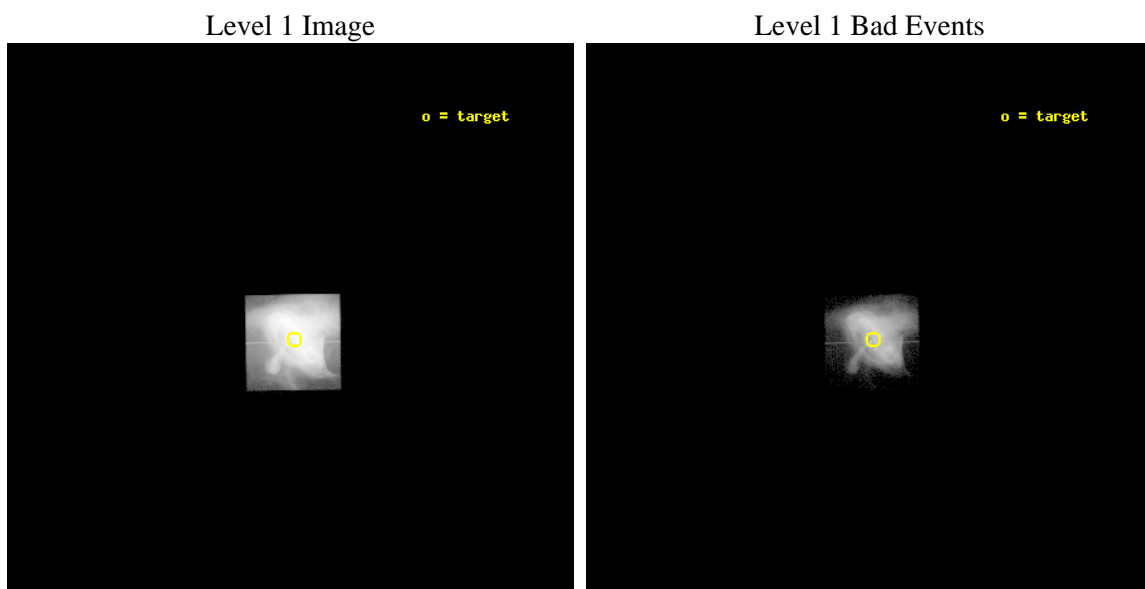 Level 1 Image
Level 1 Bad Events
o = target
o = target